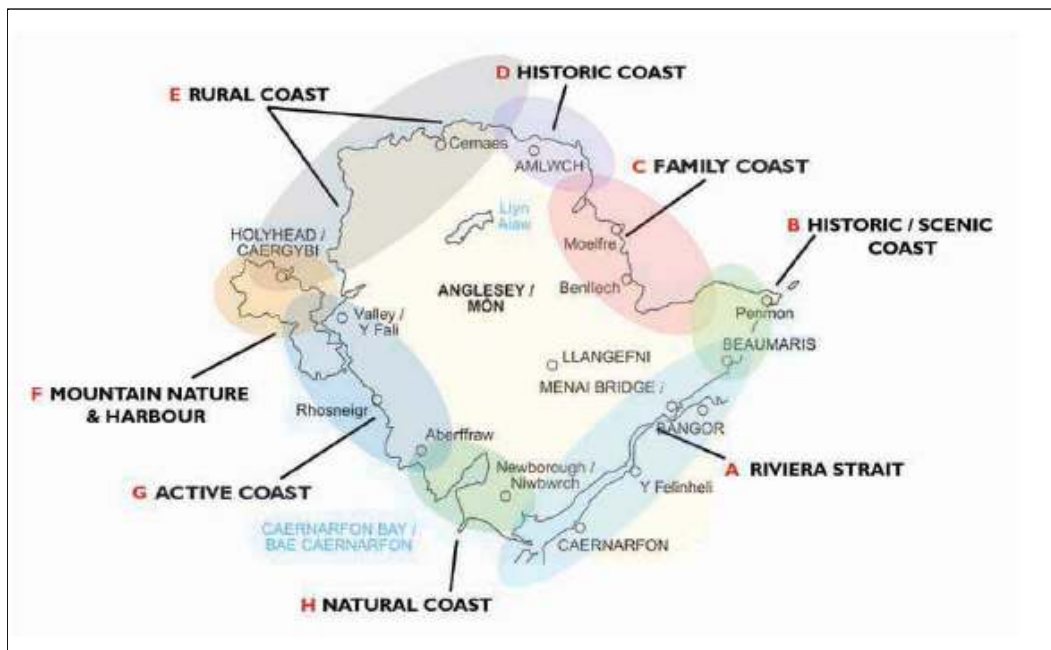 D HISTORIC COAST
E RURAL COAST
Cemaes
AMLWCH
C FAMILY COAST
Llyn
Alaw
B HISTORIC / SCENIC
COAST
HOLYHEAD /
CAERGYBI
Moelfre
ANGLESEY /
MÔN
Benllech
Penmon
Valley /
Y Fali
BEAUMARIS
LLANGEFNI
MENAI BRIDGE /
F MOUNTAIN NATURE
& HARBOUR
Rhosneigr
BANGOR
Aberffraw
A RIVIERA STRAIT
G ACTIVE COAST
Newborough /
Niwbwrch
Y Felinheli
CAERNARFON BAY /
BAE CAERNARFON
CAERNARFON
H NATURAL COAST